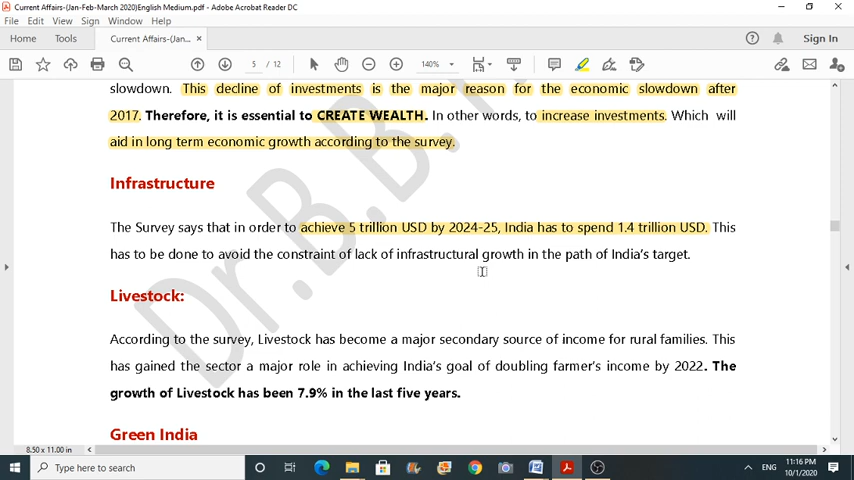 Current Affairs-(Jan-Feb-March 2020)English Medium.pdf - Adobe Acrobat Reader DC
File Edit View Sign Window Help
Home Tools Current Affairs-(Jan-... × Sign In
5 / 12 140%
slowdown. This decline of investments is the major reason for the economic slowdown after
2017. Therefore, it is essential to CREATE WEALTH. In other words, to increase investments. Which will
aid in long term economic growth according to the survey.
Infrastructure
The Survey says that in order to achieve 5 trillion USD by 2024-25, India has to spend 1.4 trillion USD. This
has to be done to avoid the constraint of lack of infrastructural growth in the path of India's target.
Livestock:
According to the survey, Livestock has become a major secondary source of income for rural families. This
has gained the sector a major role in achieving India's goal of doubling farmer's income by 2022. The
growth of Livestock has been 7.9% in the last five years.
Green India
8.50 x 11.00 in
Type here to search
ENG 11:16 PM
10/1/2020